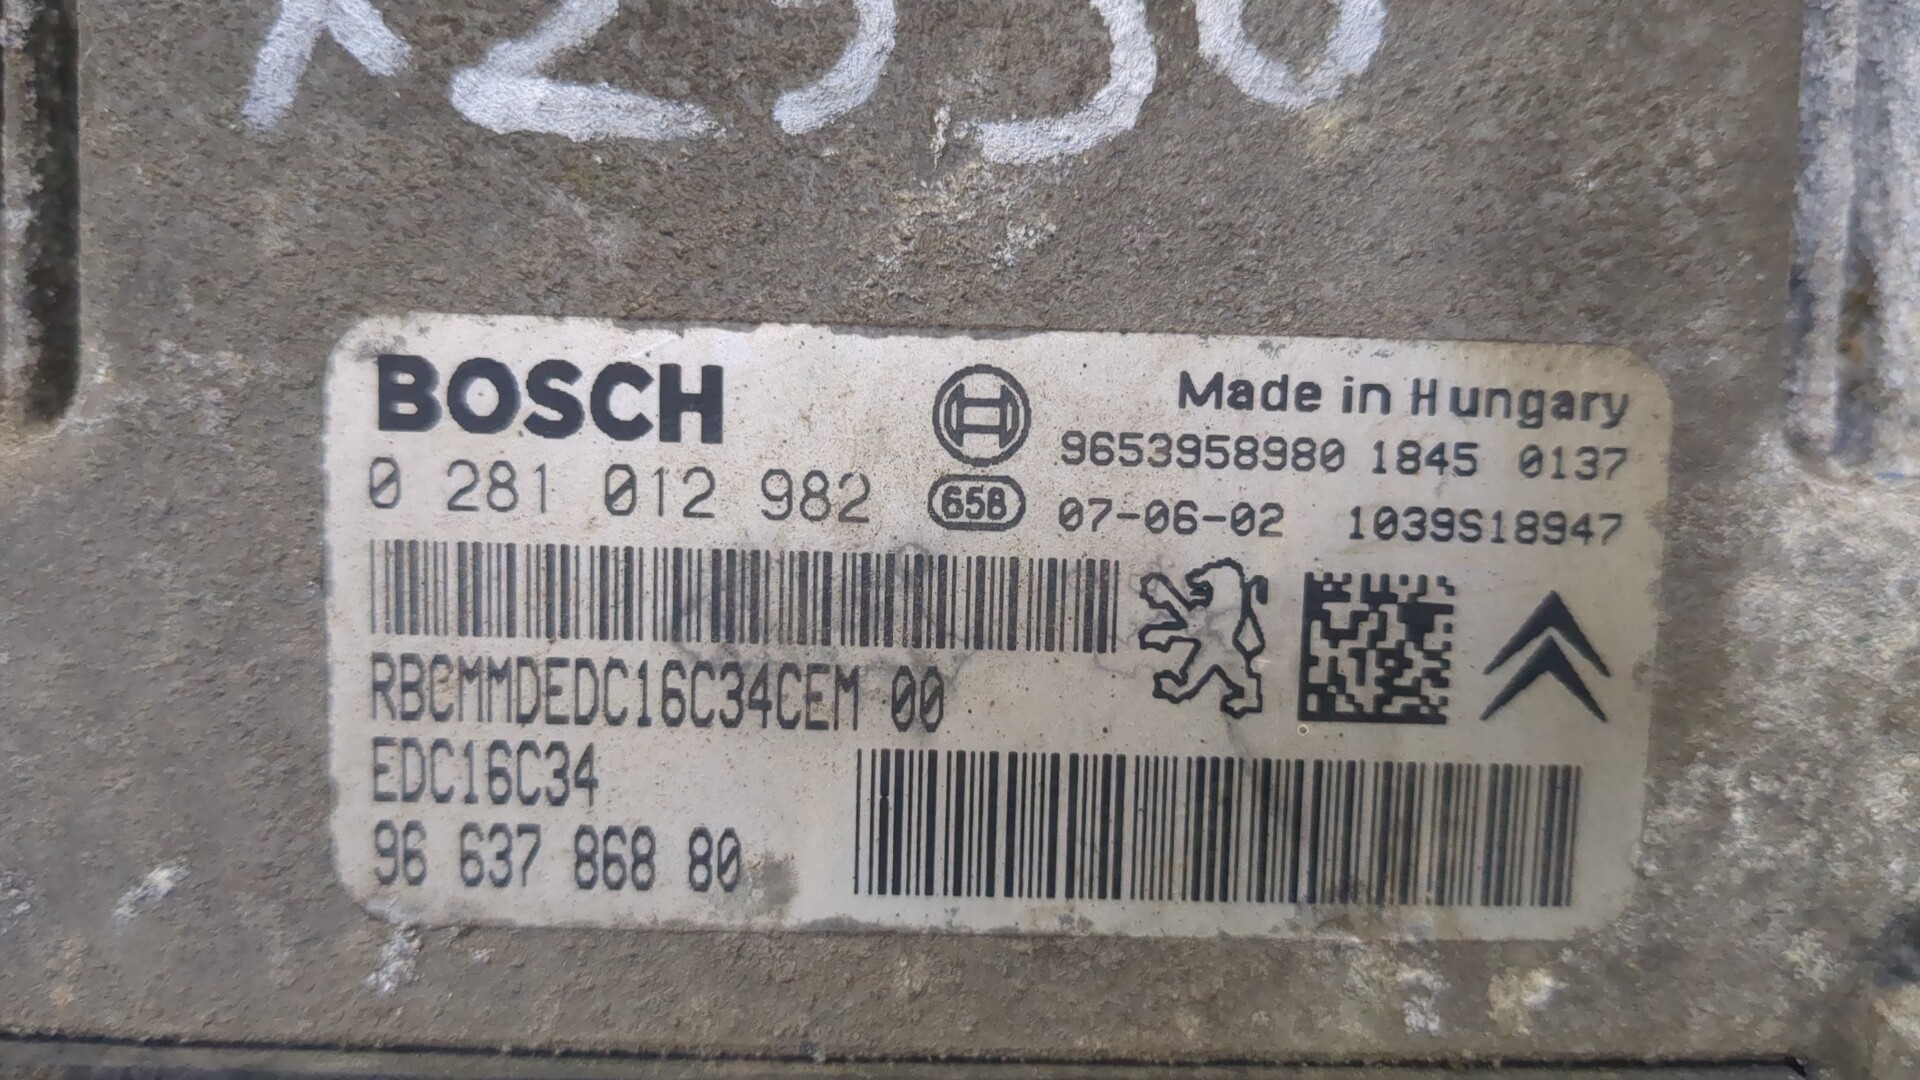 BOSCH
Made in Hungary
9653958980 1845 0137
0 281 012 982
658
07-06-02 1039S18947
RBCMMDEDC16C34CEM 00
EDC16C34
96 637 868 80